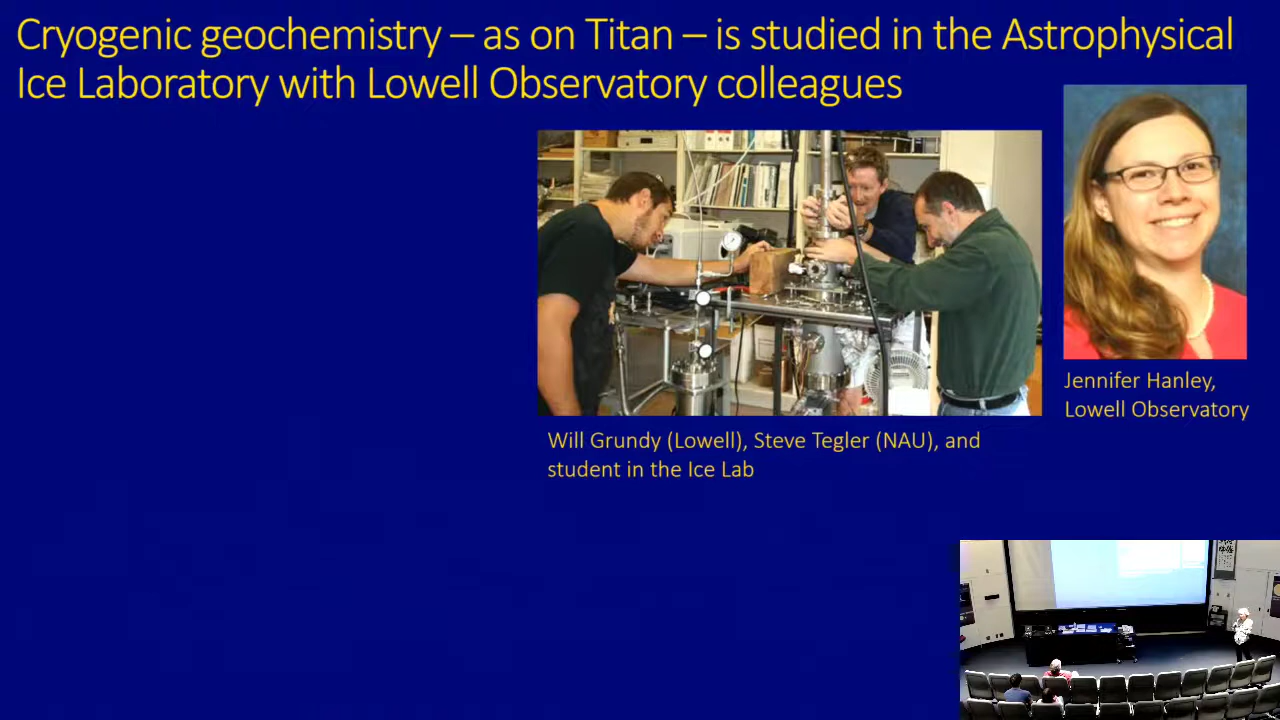 Cryogenic geochemistry – as on Titan – is studied in the Astrophysical
Ice Laboratory with Lowell Observatory colleagues
Jennifer Hanley,
Lowell Observatory
Will Grundy (Lowell), Steve Tegler (NAU), and
student in the Ice Lab